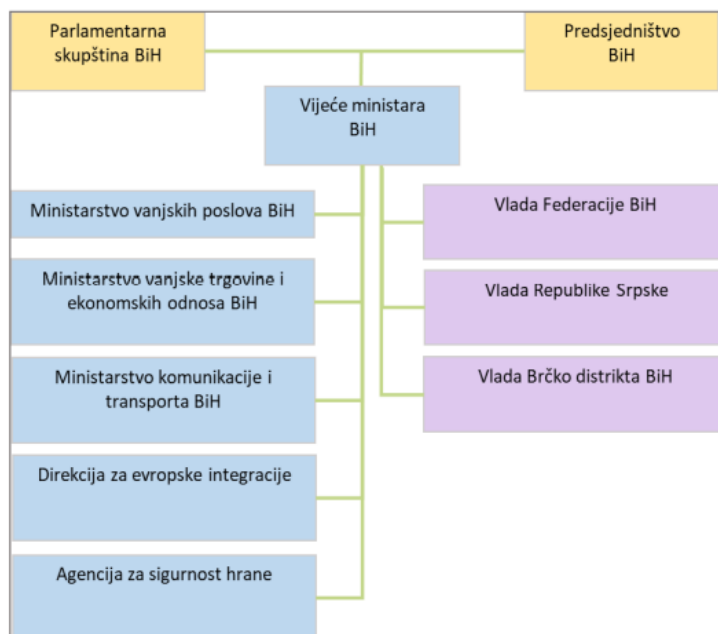 Parlamentarna
skupština BiH
Predsjedništvo
BiH
Vijeće ministara
BiH
Ministarstvo vanjskih poslova BiH
Ministarstvo vanjske trgovine i
ekonomskih odnosa BiH
Ministarstvo komunikacije i
transporta BiH
Direkcija za evropske integracije
Agencija za sigurnost hrane
Vlada Federacije BiH
Vlada Republike Srpske
Vlada Brčko distrikta BiH